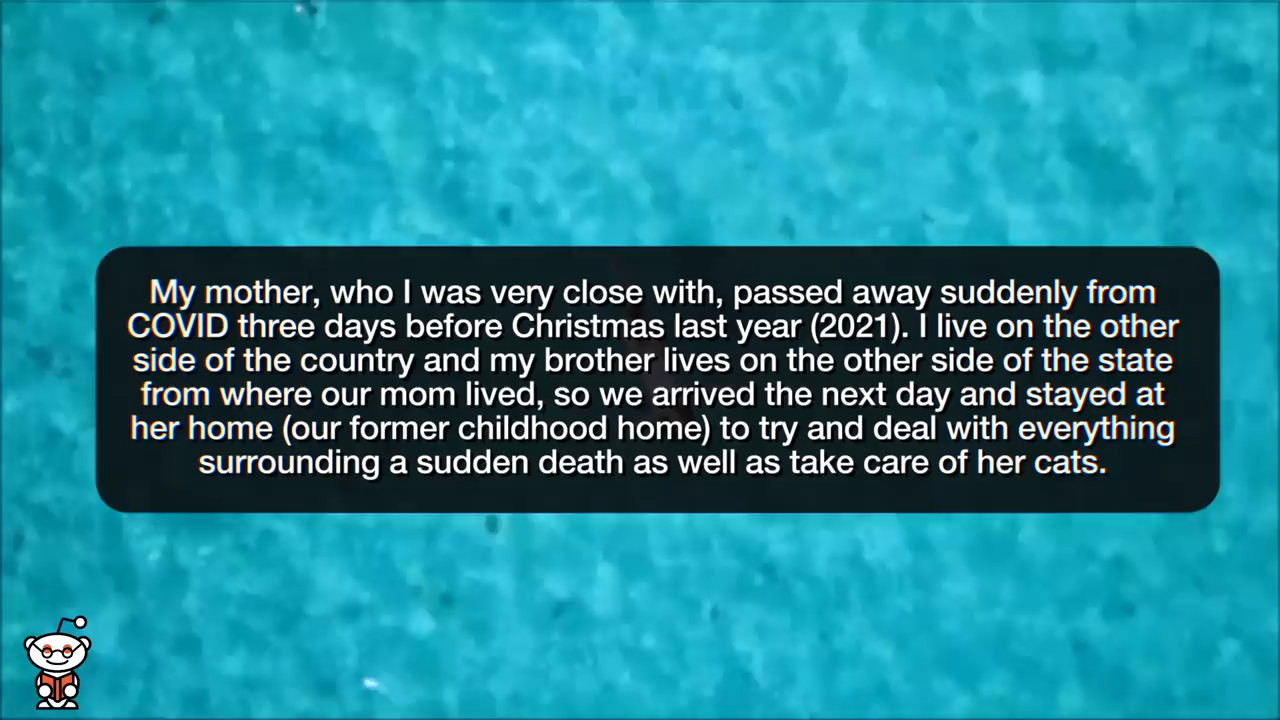 My mother, who I was very close with, passed away suddenly from
COVID three days before Christmas last year (2021). I live on the other
side of the country and my brother lives on the other side of the state
from where our mom lived, so we arrived the next day and stayed at
her home (our former childhood home) to try and deal with everything
surrounding a sudden death as well as take care of her cats.